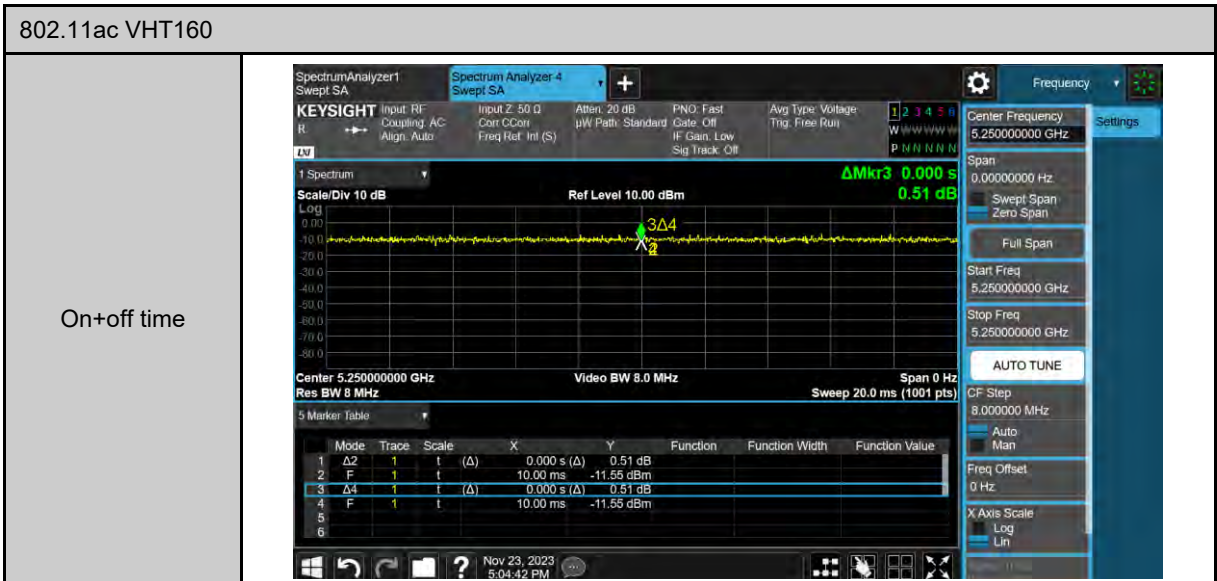 802.11ac VHT160
On+off time
SpectrumAnalyzer1
Swept SA
Spectrum Analyzer 4
Swept SA
+
Frequency
KEYSIGHT
R
LXI
Input: RF
Coupling: AC
Align: Auto
Input Z: 50 Ω
Corr CCorr
Freq Ref: Int (S)
Atten: 20 dB
µW Path: Standard
PNO: Fast
Gate: Off
IF Gain: Low
Sig Track: Off
Avg Type: Voltage
Trig: Free Run
1 2 3 4 5 6
W W W W W W
P N N N N N
1 Spectrum
Scale/Div 10 dB
Ref Level 10.00 dBm
ΔMkr3 0.000 s
0.51 dB
Log
0.00
-10.0
-20.0
-30.0
-40.0
-50.0
-60.0
-70.0
-80.0
3Δ4
Center 5.250000000 GHz
Res BW 8 MHz
Video BW 8.0 MHz
Span 0 Hz
Sweep 20.0 ms (1001 pts)
5 Marker Table
Mode Trace Scale X Y Function Function Width Function Value
1 Δ2 1 t (Δ) 0.000 s (Δ) 0.51 dB
2 F 1 t 10.00 ms -11.55 dBm
3 Δ4 1 t (Δ) 0.000 s (Δ) 0.51 dB
4 F 1 t 10.00 ms -11.55 dBm
5
6
?
Nov 23, 2023
5:04:42 PM
Center Frequency
5.250000000 GHz
Settings
Span
0.00000000 Hz
Swept Span
Zero Span
Full Span
Start Freq
5.250000000 GHz
Stop Freq
5.250000000 GHz
AUTO TUNE
CF Step
8.000000 MHz
Auto
Man
Freq Offset
0 Hz
X Axis Scale
Log
Lin